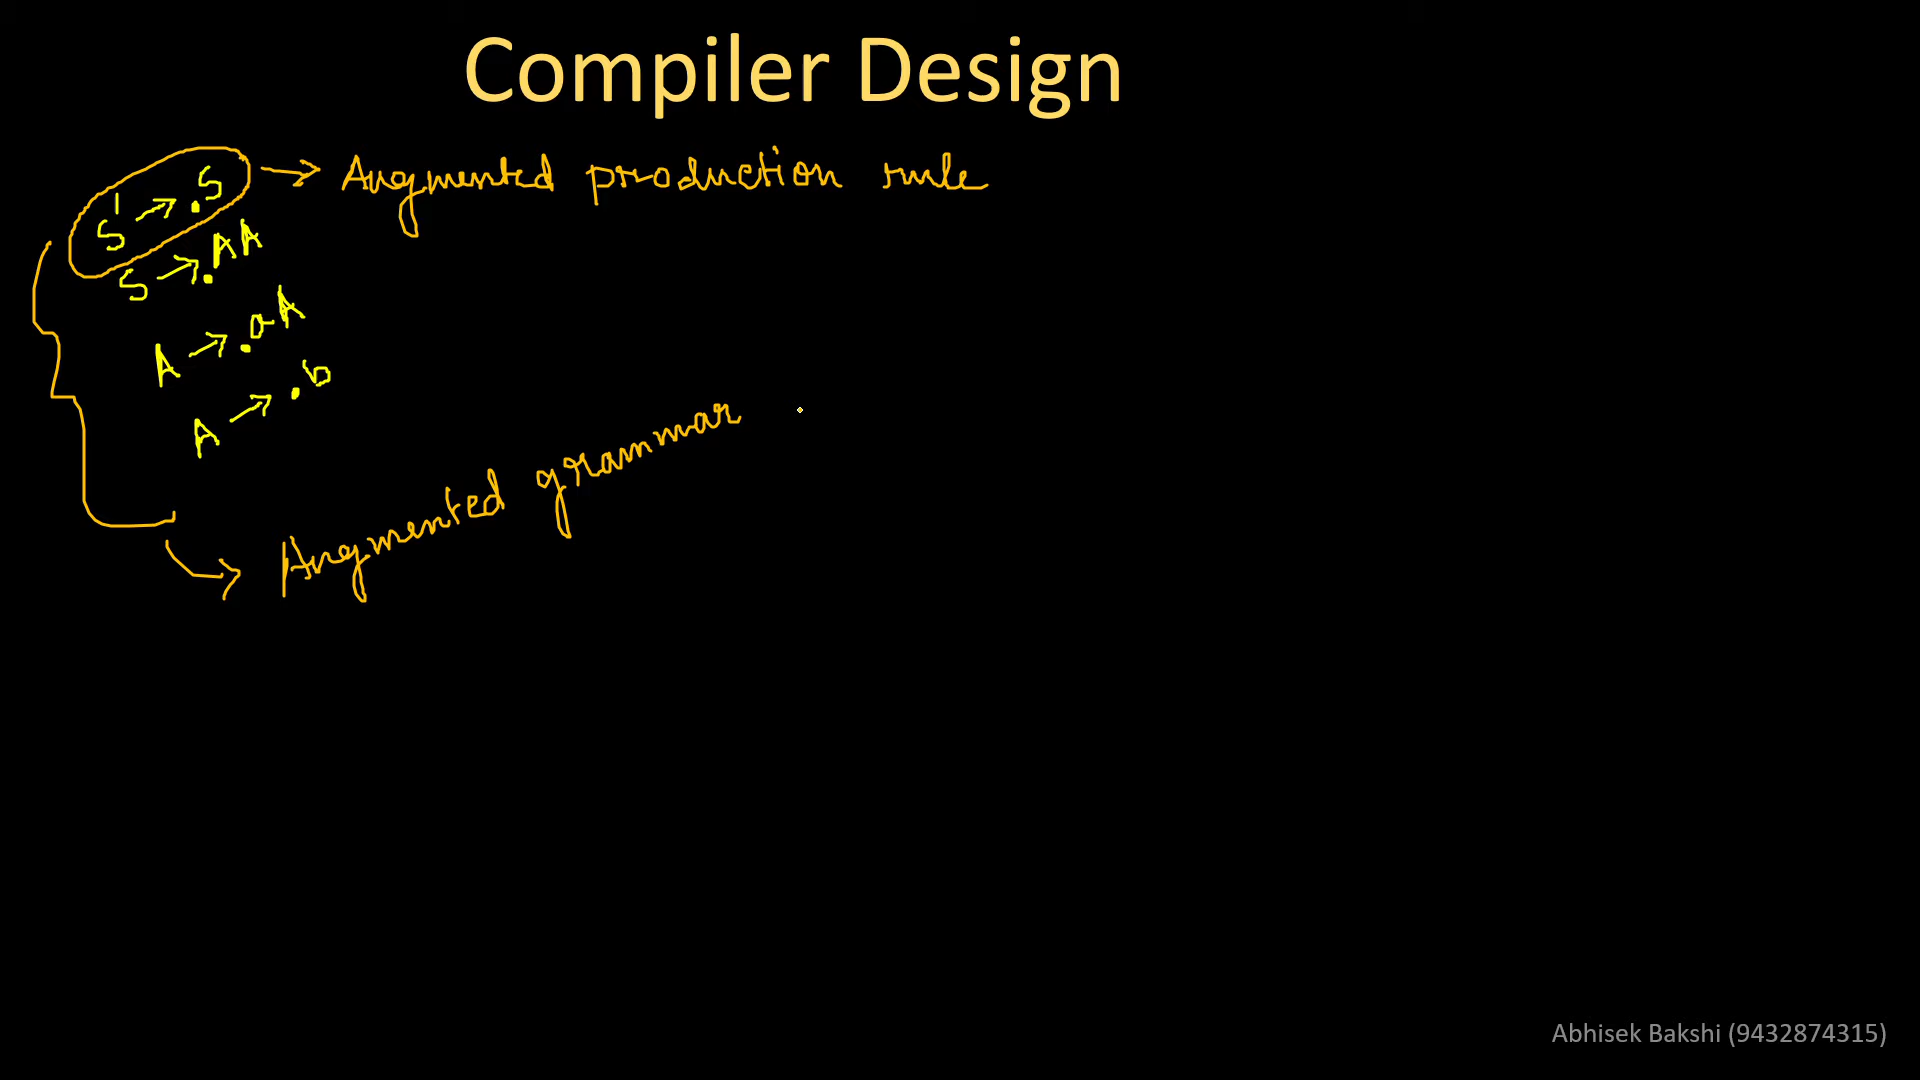 Compiler Design
S' → .S → Augmented production rule
S → .AA
A → .aA
A → .b
→ Augmented grammar
Abhisek Bakshi (9432874315)